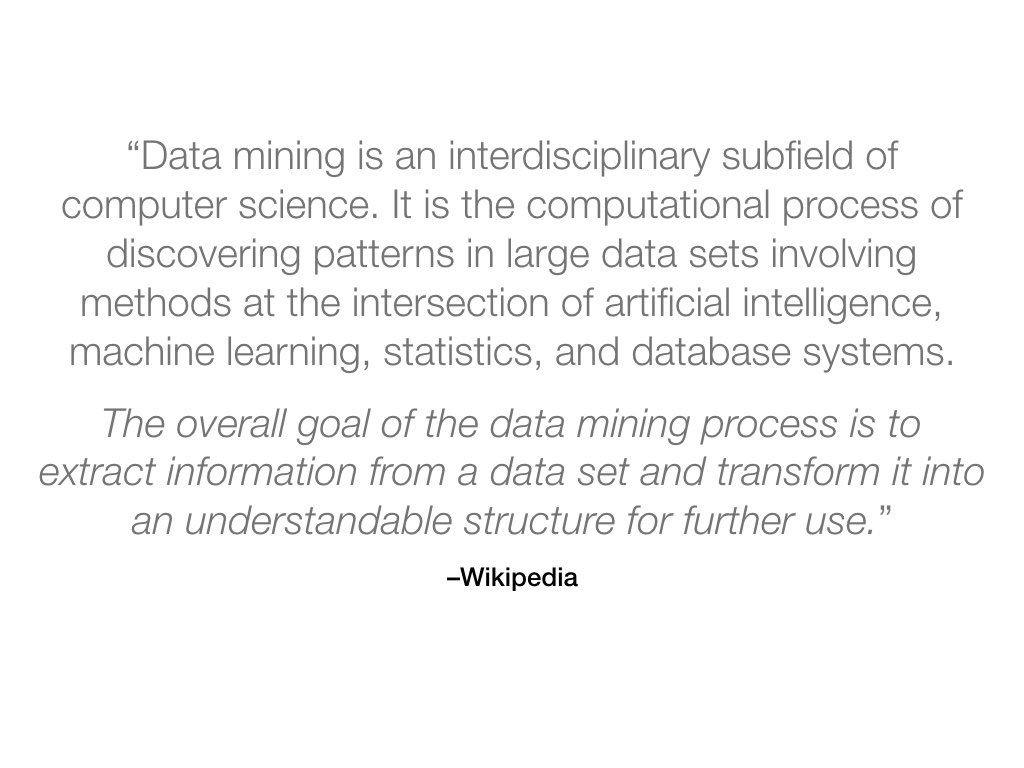 “Data mining is an interdisciplinary subfield of
computer science. It is the computational process of
discovering patterns in large data sets involving
methods at the intersection of artificial intelligence,
machine learning, statistics, and database systems.
The overall goal of the data mining process is to
extract information from a data set and transform it into
an understandable structure for further use.”
–Wikipedia